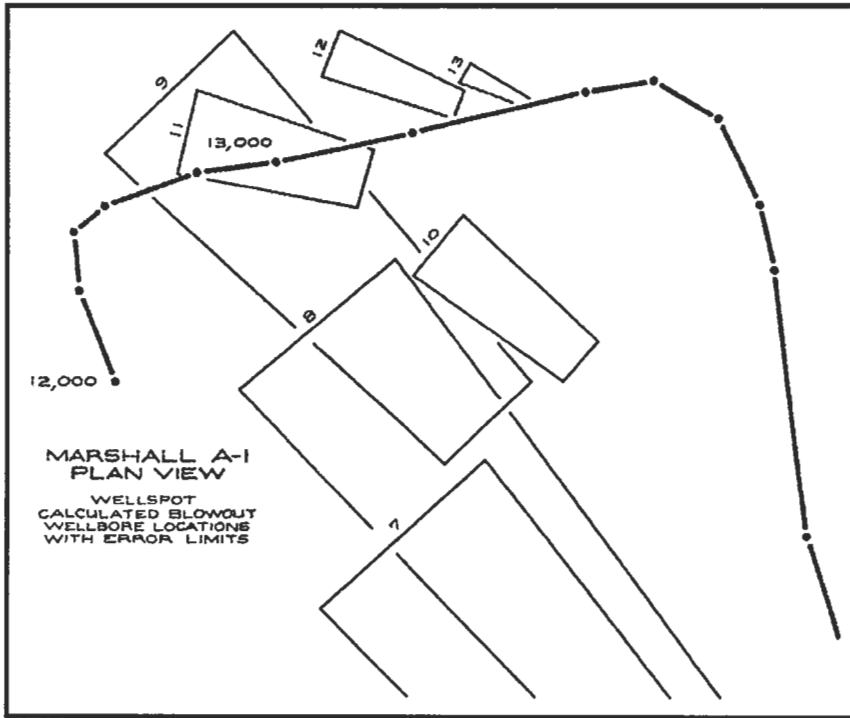 12
13
9
11
13,000
10
8
12,000
MARSHALL A-1
PLAN VIEW
WELLSPOT
CALCULATED BLOWOUT
WELLBORE LOCATIONS
WITH ERROR LIMITS
7